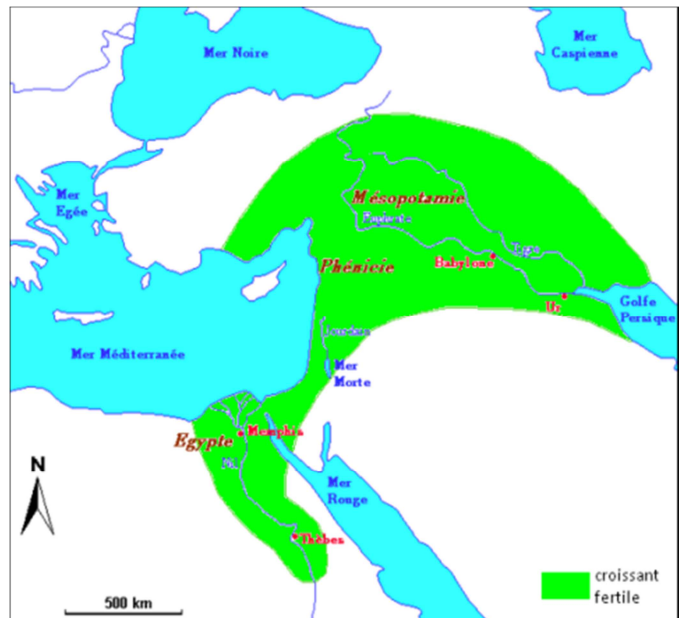 Mer Noire
Mer
Caspienne
Mer
Egée
Mésopotamie
Euphrate
Tigre
Phénicie
Babylone
Ur
Golfe
Persique
Jourdain
Mer Méditerranée
Mer
Morte
Egypte
Memphis
Nil
N
Mer
Rouge
Thèbes
croissant
fertile
500 km